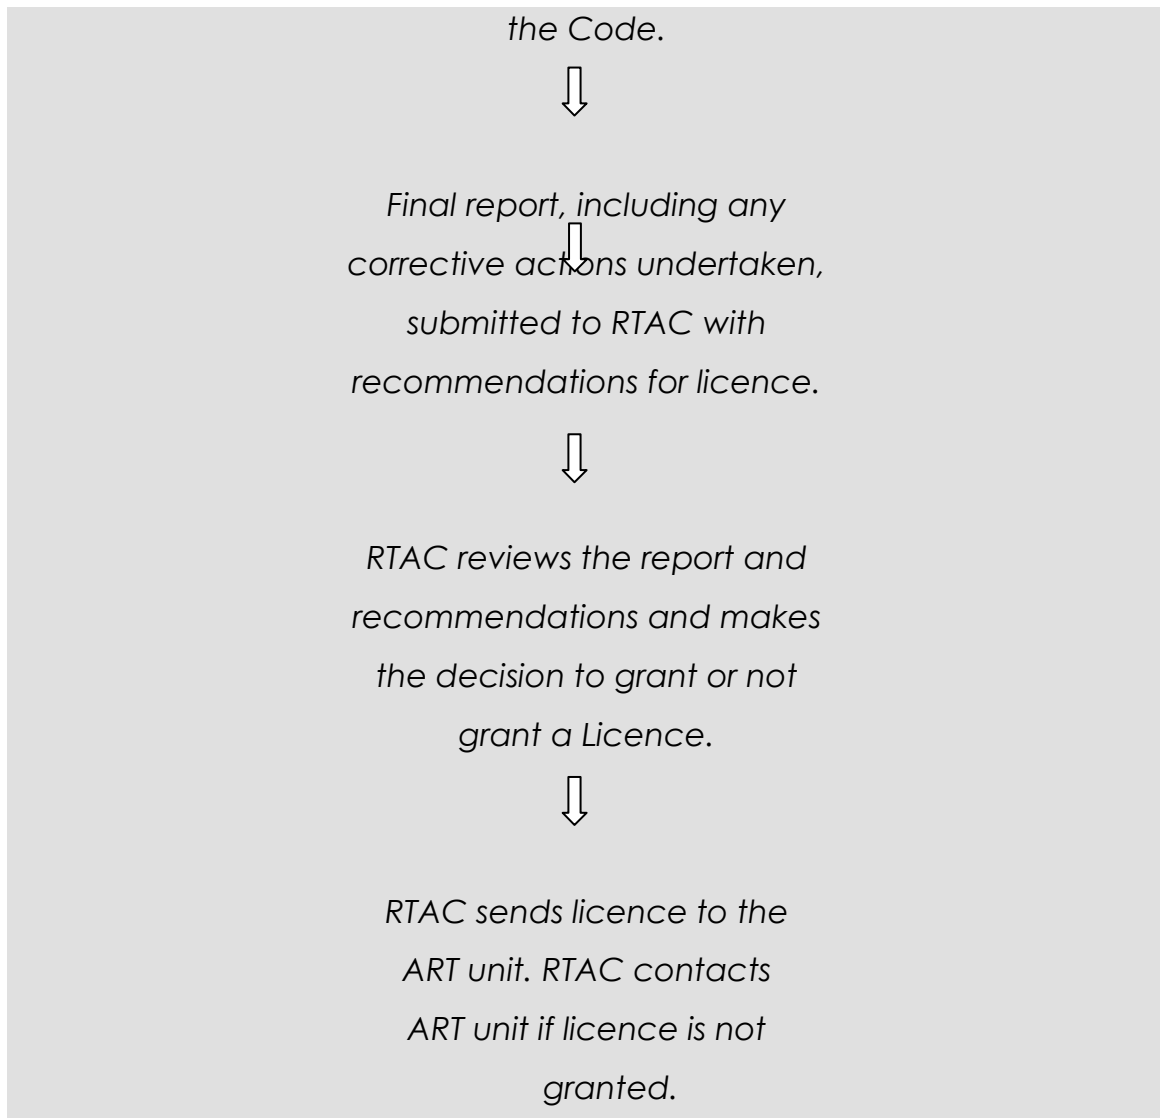 the Code.
Final report, including any
corrective actions undertaken,
submitted to RTAC with
recommendations for licence.
RTAC reviews the report and
recommendations and makes
the decision to grant or not
grant a Licence.
RTAC sends licence to the
ART unit. RTAC contacts
ART unit if licence is not
granted.